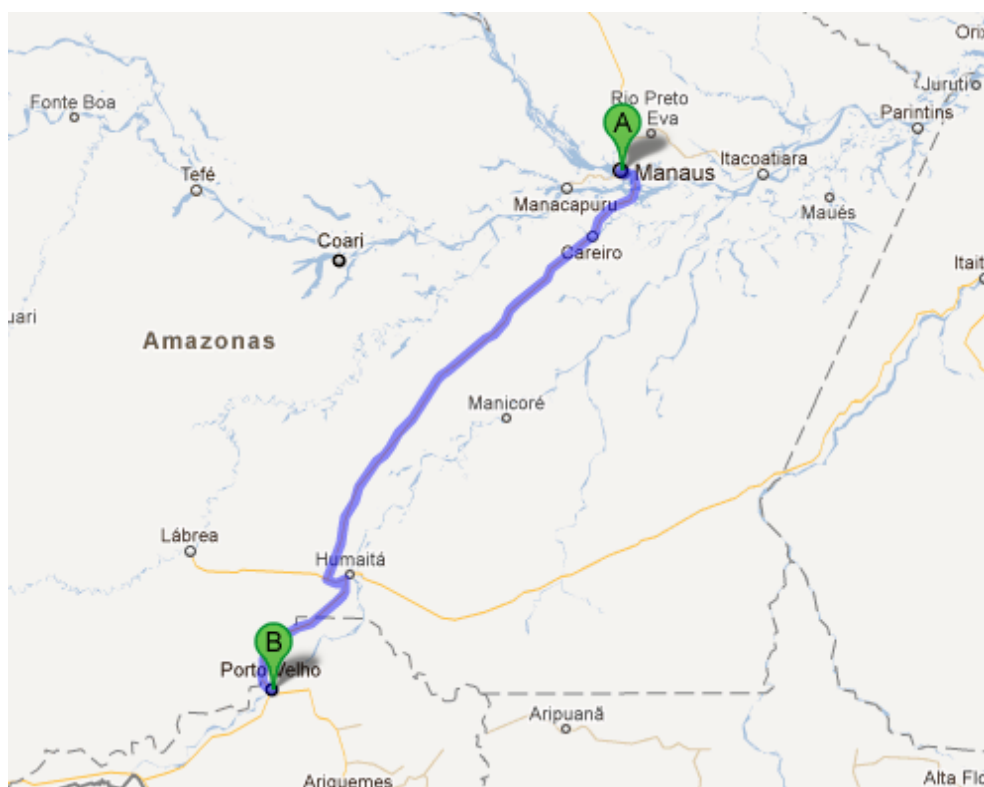 Orix
Juruti
Fonte Boa
Rio Preto
Eva
Parintins
A
Tefé
Itacoatiara
Manaus
Manacapuru
Maués
Coari
Careiro
Itait
uari
Amazonas
Manicoré
Lábrea
Humaitá
B
Porto Velho
Aripuanã
Ariquemes
Alta Flo